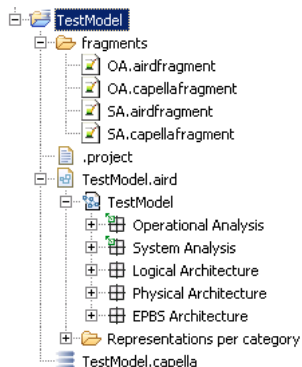 TestModel
fragments
OA.airdfragment
OA.capellafragment
SA.airdfragment
SA.capellafragment
.project
TestModel.aird
TestModel
Operational Analysis
System Analysis
Logical Architecture
Physical Architecture
EPBS Architecture
Representations per category
TestModel.capella